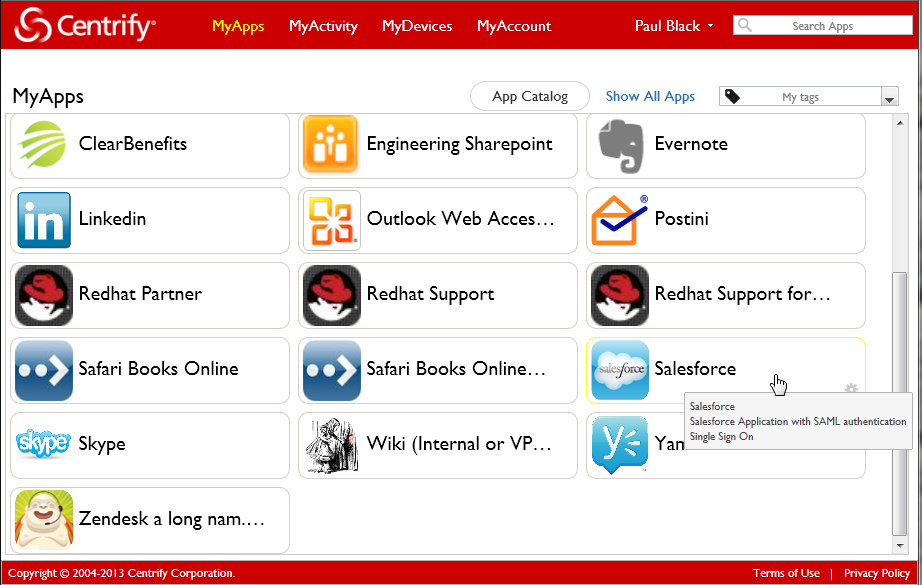 Centrify®
MyApps MyActivity MyDevices MyAccount Paul Black Search Apps
MyApps App Catalog Show All Apps My tags
ClearBenefits Engineering Sharepoint Evernote
in Linkedin Outlook Web Acces... ® Postini
Redhat Partner Redhat Support Redhat Support for...
Safari Books Online Safari Books Online... salesforce Salesforce
Salesforce
Salesforce Application with SAML authentication
Single Sign On
skype Skype Wiki (Internal or VP... Yam
Zendesk a long nam....
Copyright © 2004-2013 Centrify Corporation. Terms of Use | Privacy Policy